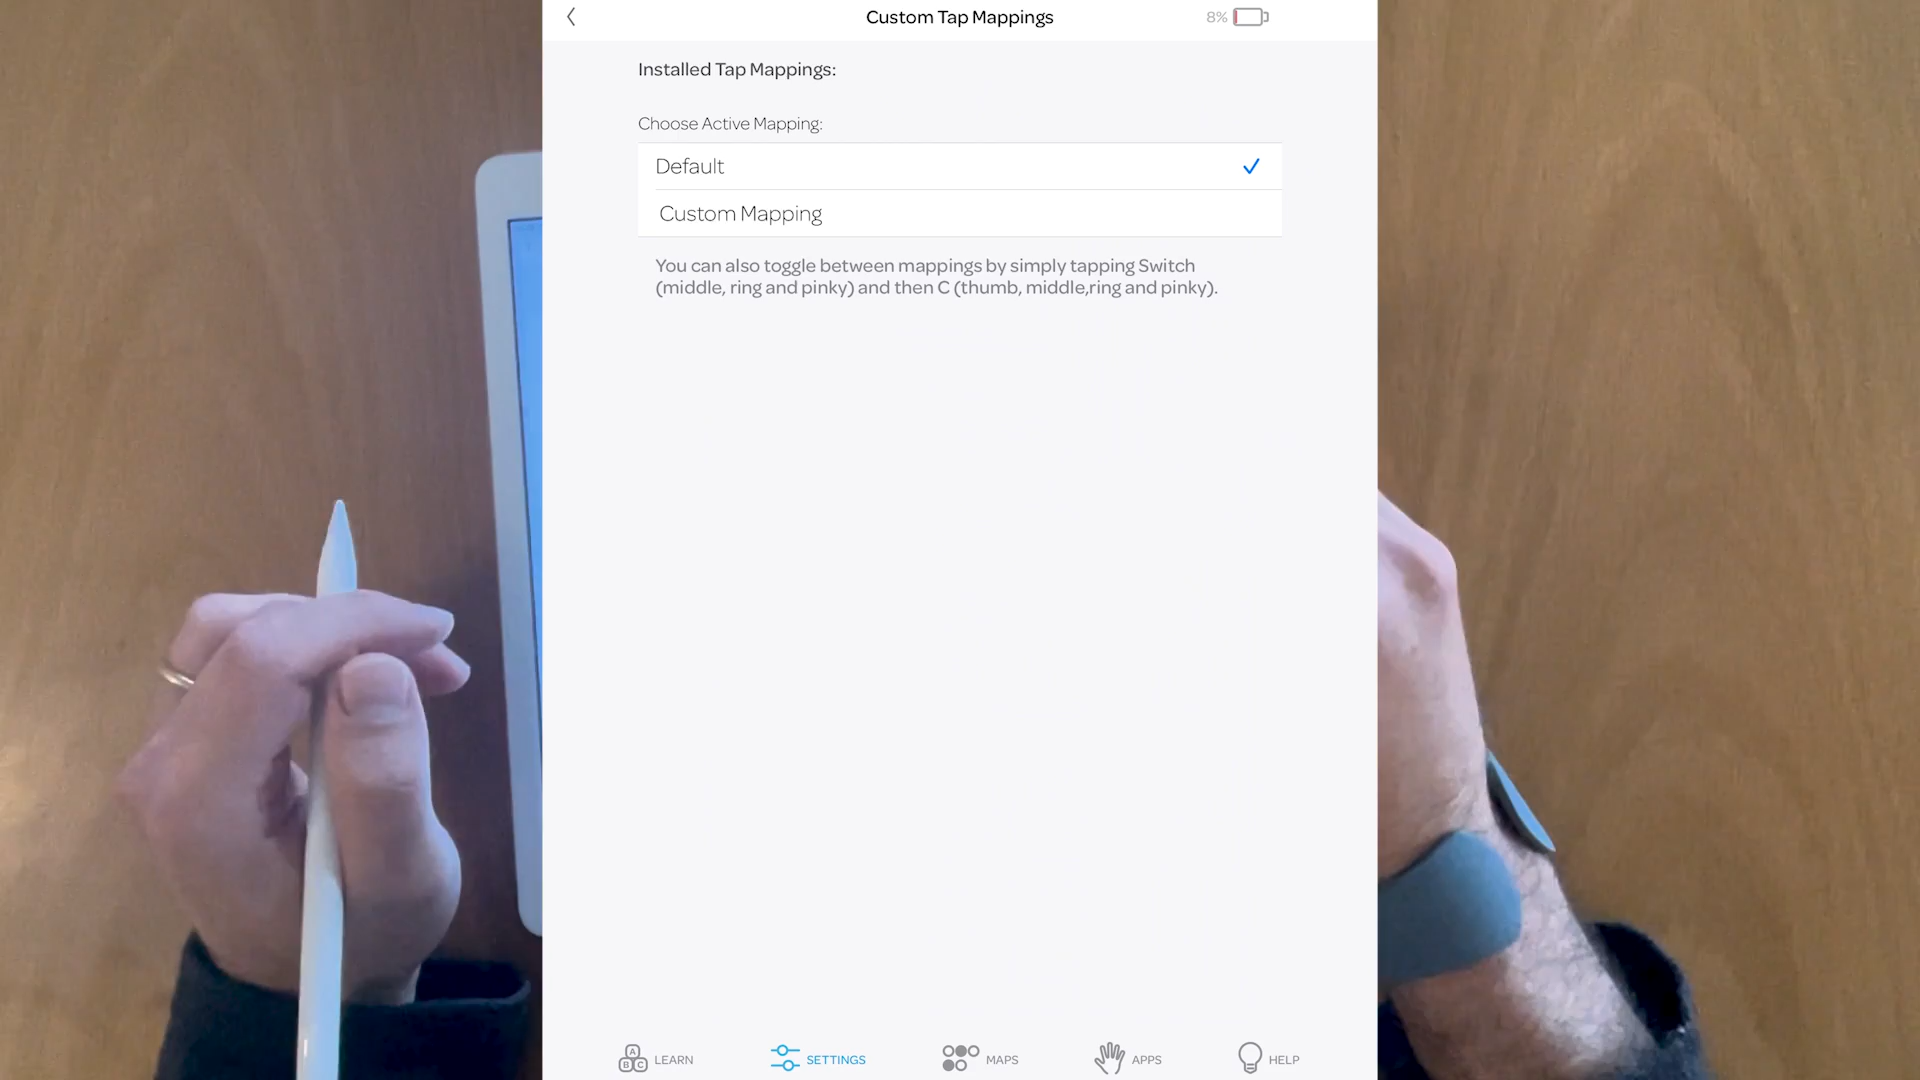 Custom Tap Mappings
8%
Installed Tap Mappings:
Choose Active Mapping:
Default
Custom Mapping
You can also toggle between mappings by simply tapping Switch
(middle, ring and pinky) and then C (thumb, middle,ring and pinky).
A
B C
LEARN
SETTINGS
MAPS
APPS
HELP